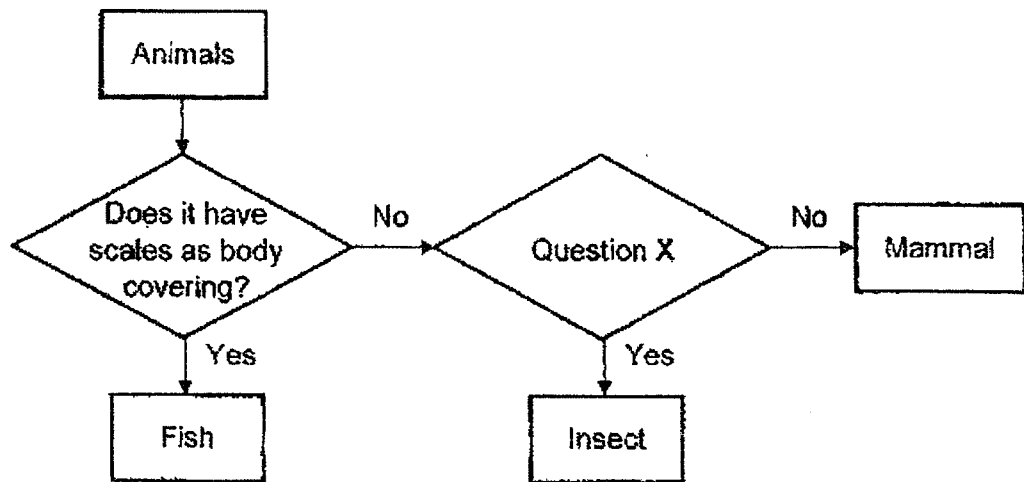 Animals
Does it have
scales as body
covering?
No
Question X
No
Mammal
Yes
Yes
Fish
Insect